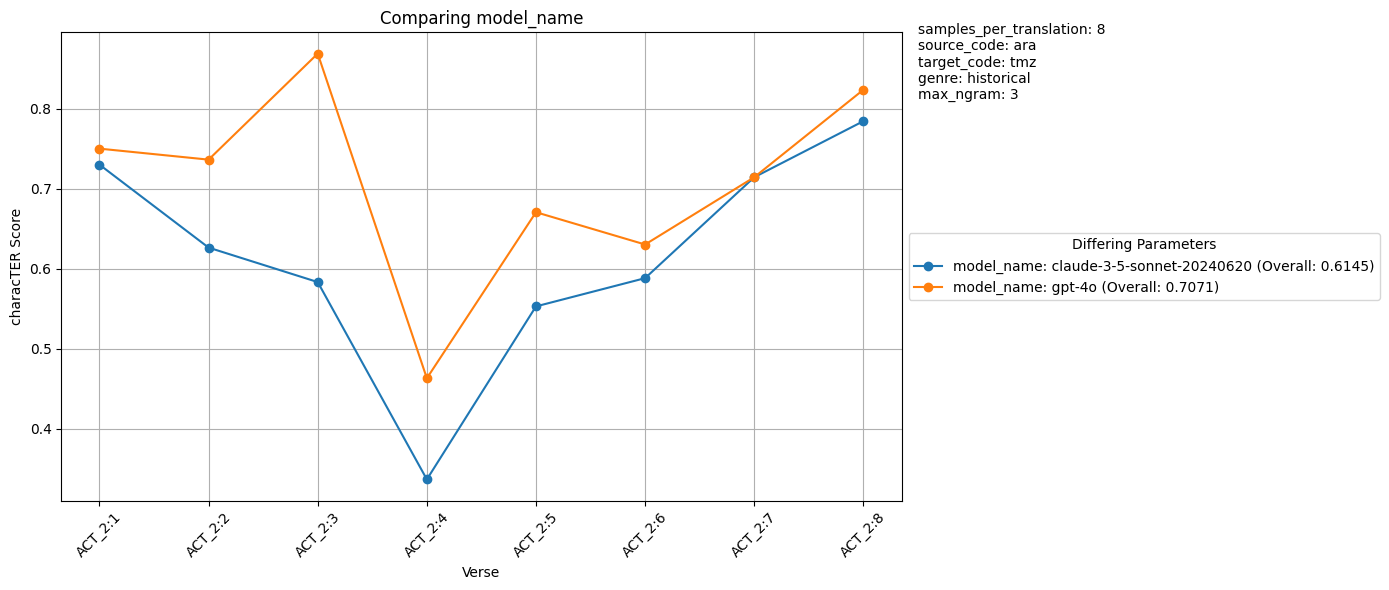 Comparing model_name
samples_per_translation: 8
source_code: ara
target_code: tmz
genre: historical
max_ngram: 3
characTER Score
0.8
0.7
0.6
0.5
0.4
Differing Parameters
model_name: claude-3-5-sonnet-20240620 (Overall: 0.6145)
model_name: gpt-4o (Overall: 0.7071)
ACT_2:1
ACT_2:2
ACT_2:3
ACT_2:4
ACT_2:5
ACT_2:6
ACT_2:7
ACT_2:8
Verse